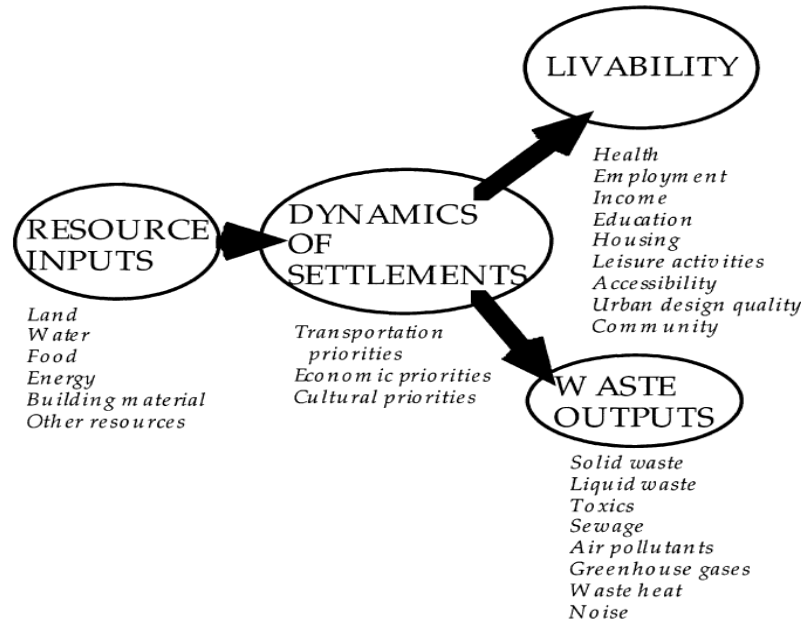 RESOURCE
INPUTS
Land
Water
Food
Energy
Building material
Other resources
DYNAMICS
OF
SETTLEMENTS
Transportation
priorities
Economic priorities
Cultural priorities
LIVABILITY
Health
Employment
Income
Education
Housing
Leisure activities
Accessibility
Urban design quality
Community
WASTE
OUTPUTS
Solid waste
Liquid waste
Toxics
Sewage
Air pollutants
Greenhouse gases
Waste heat
Noise